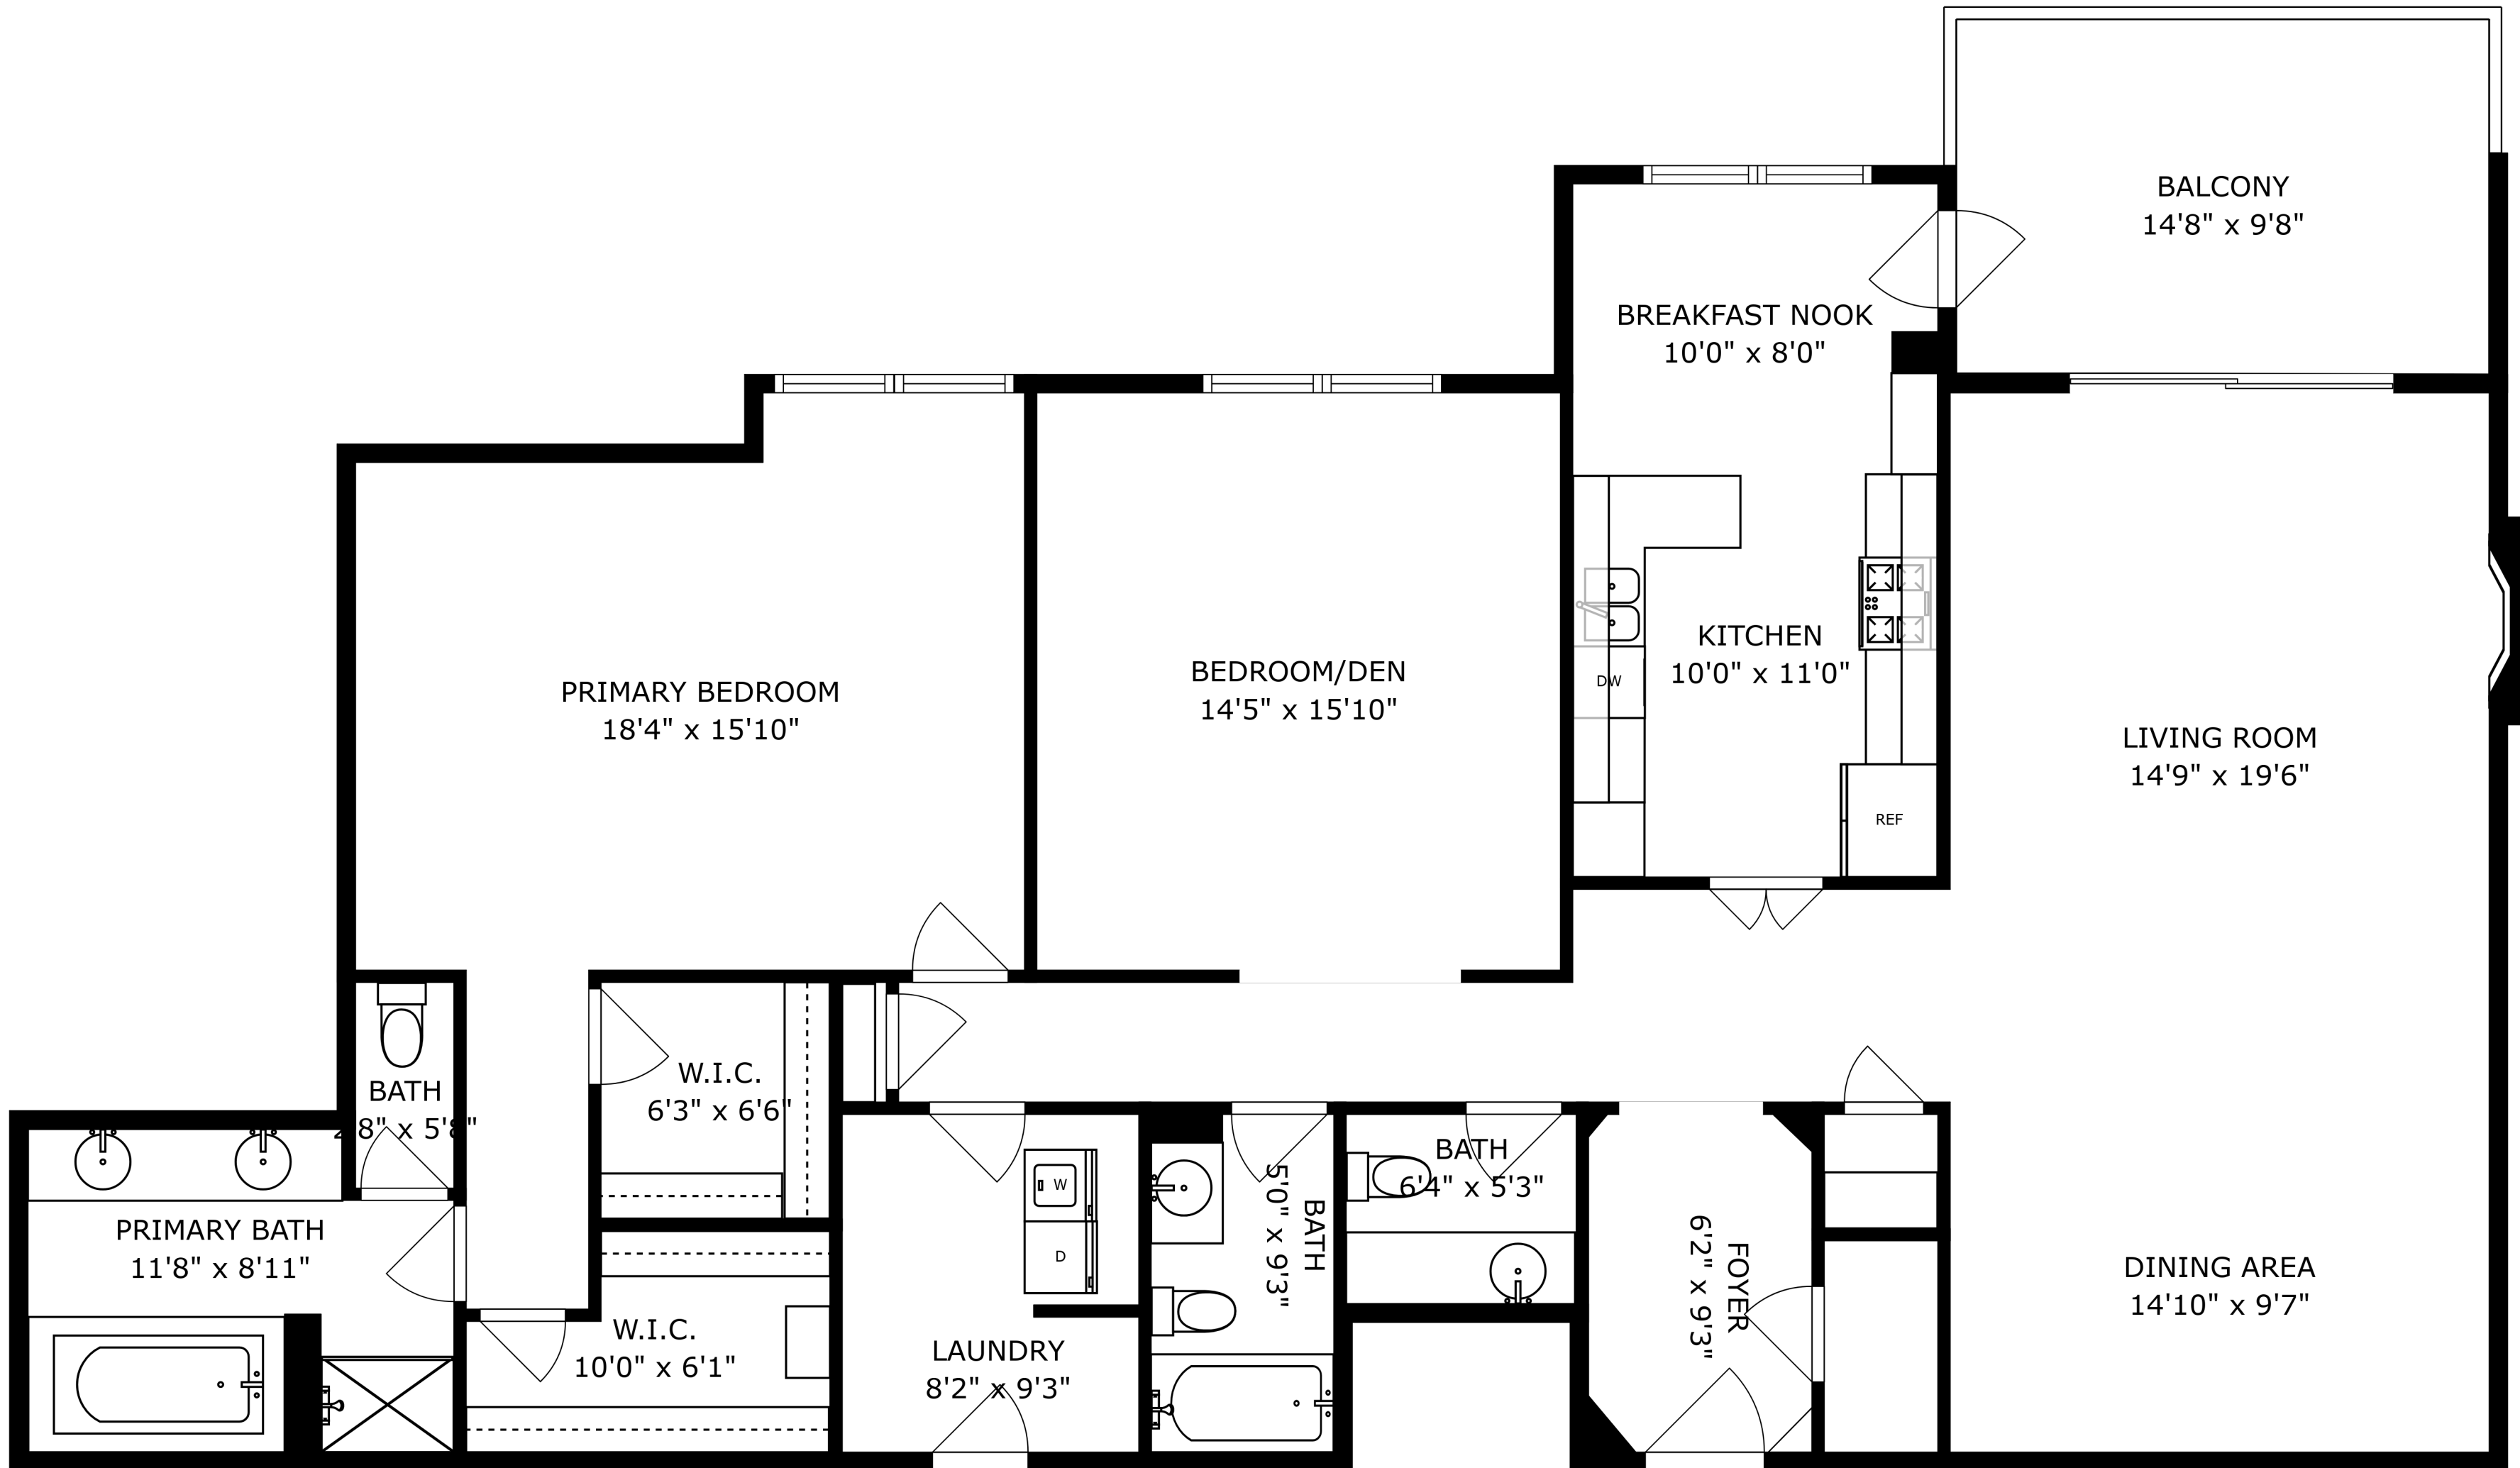 BALCONY
14'8" x 9'8"
BREAKFAST NOOK
10'0" x 8'0"
KITCHEN
10'0" x 11'0"
DW
REF
BEDROOM/DEN
14'5" x 15'10"
PRIMARY BEDROOM
18'4" x 15'10"
LIVING ROOM
14'9" x 19'6"
W.I.C.
6'3" x 6'6"
BATH
2'8" x 5'8"
PRIMARY BATH
11'8" x 8'11"
W.I.C.
10'0" x 6'1"
W
D
LAUNDRY
8'2" x 9'3"
BATH
5'0" x 9'3"
BATH
6'4" x 5'3"
FOYER
6'2" x 9'3"
DINING AREA
14'10" x 9'7"